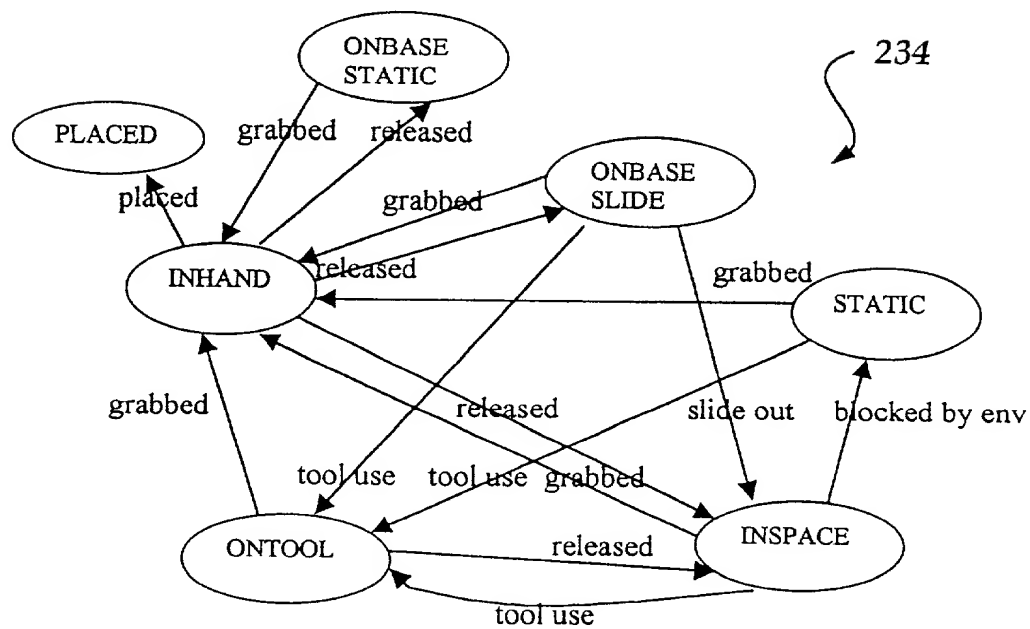 ONBASE
STATIC
234
PLACED
grabbed
released
ONBASE
SLIDE
placed
grabbed
INHAND
released
grabbed
STATIC
grabbed
released
slide out
blocked by env
tool use
tool use
grabbed
ONTOOL
released
INSPACE
tool use